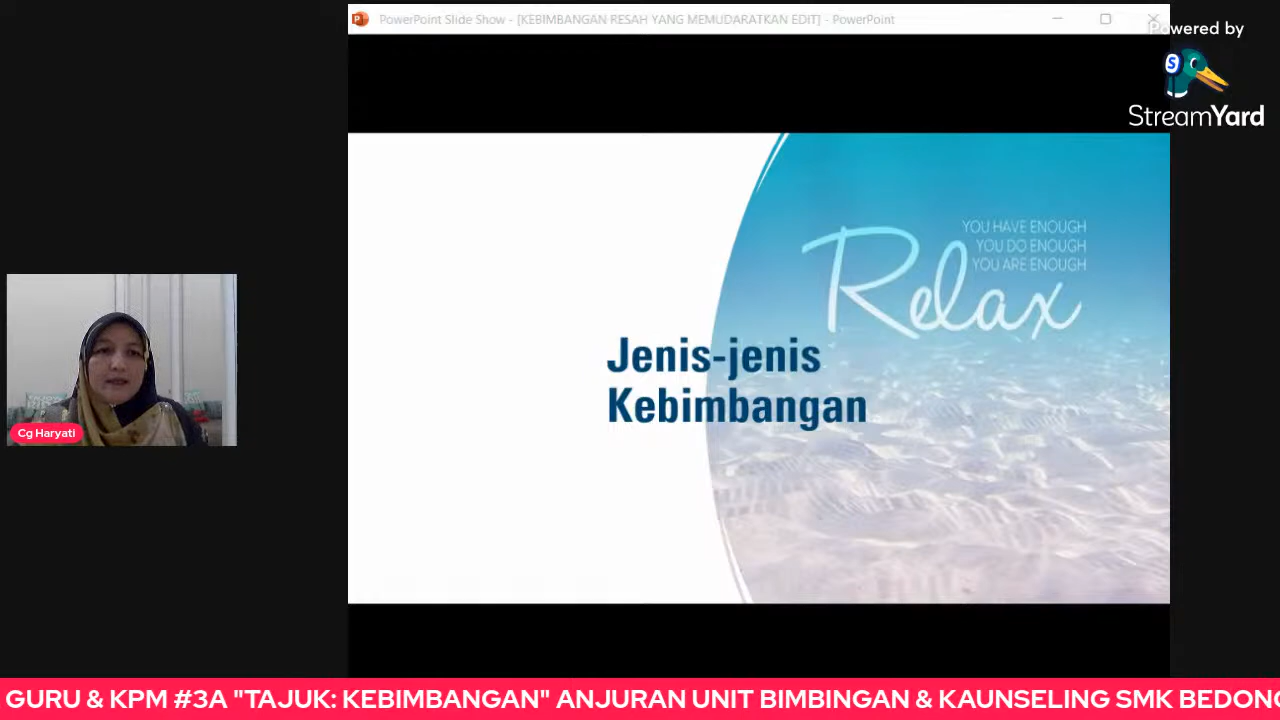 PowerPoint Slide Show - [KEBIMBANGAN RESAH YANG MEMUDARATKAN EDIT] - PowerPoint
Powered by
StreamYard
YOU HAVE ENOUGH
YOU DO ENOUGH
YOU ARE ENOUGH
Relax
Jenis-jenis
Kebimbangan
Cg Haryati
GURU & KPM #3A "TAJUK: KEBIMBANGAN" ANJURAN UNIT BIMBINGAN & KAUNSELING SMK BEDONG